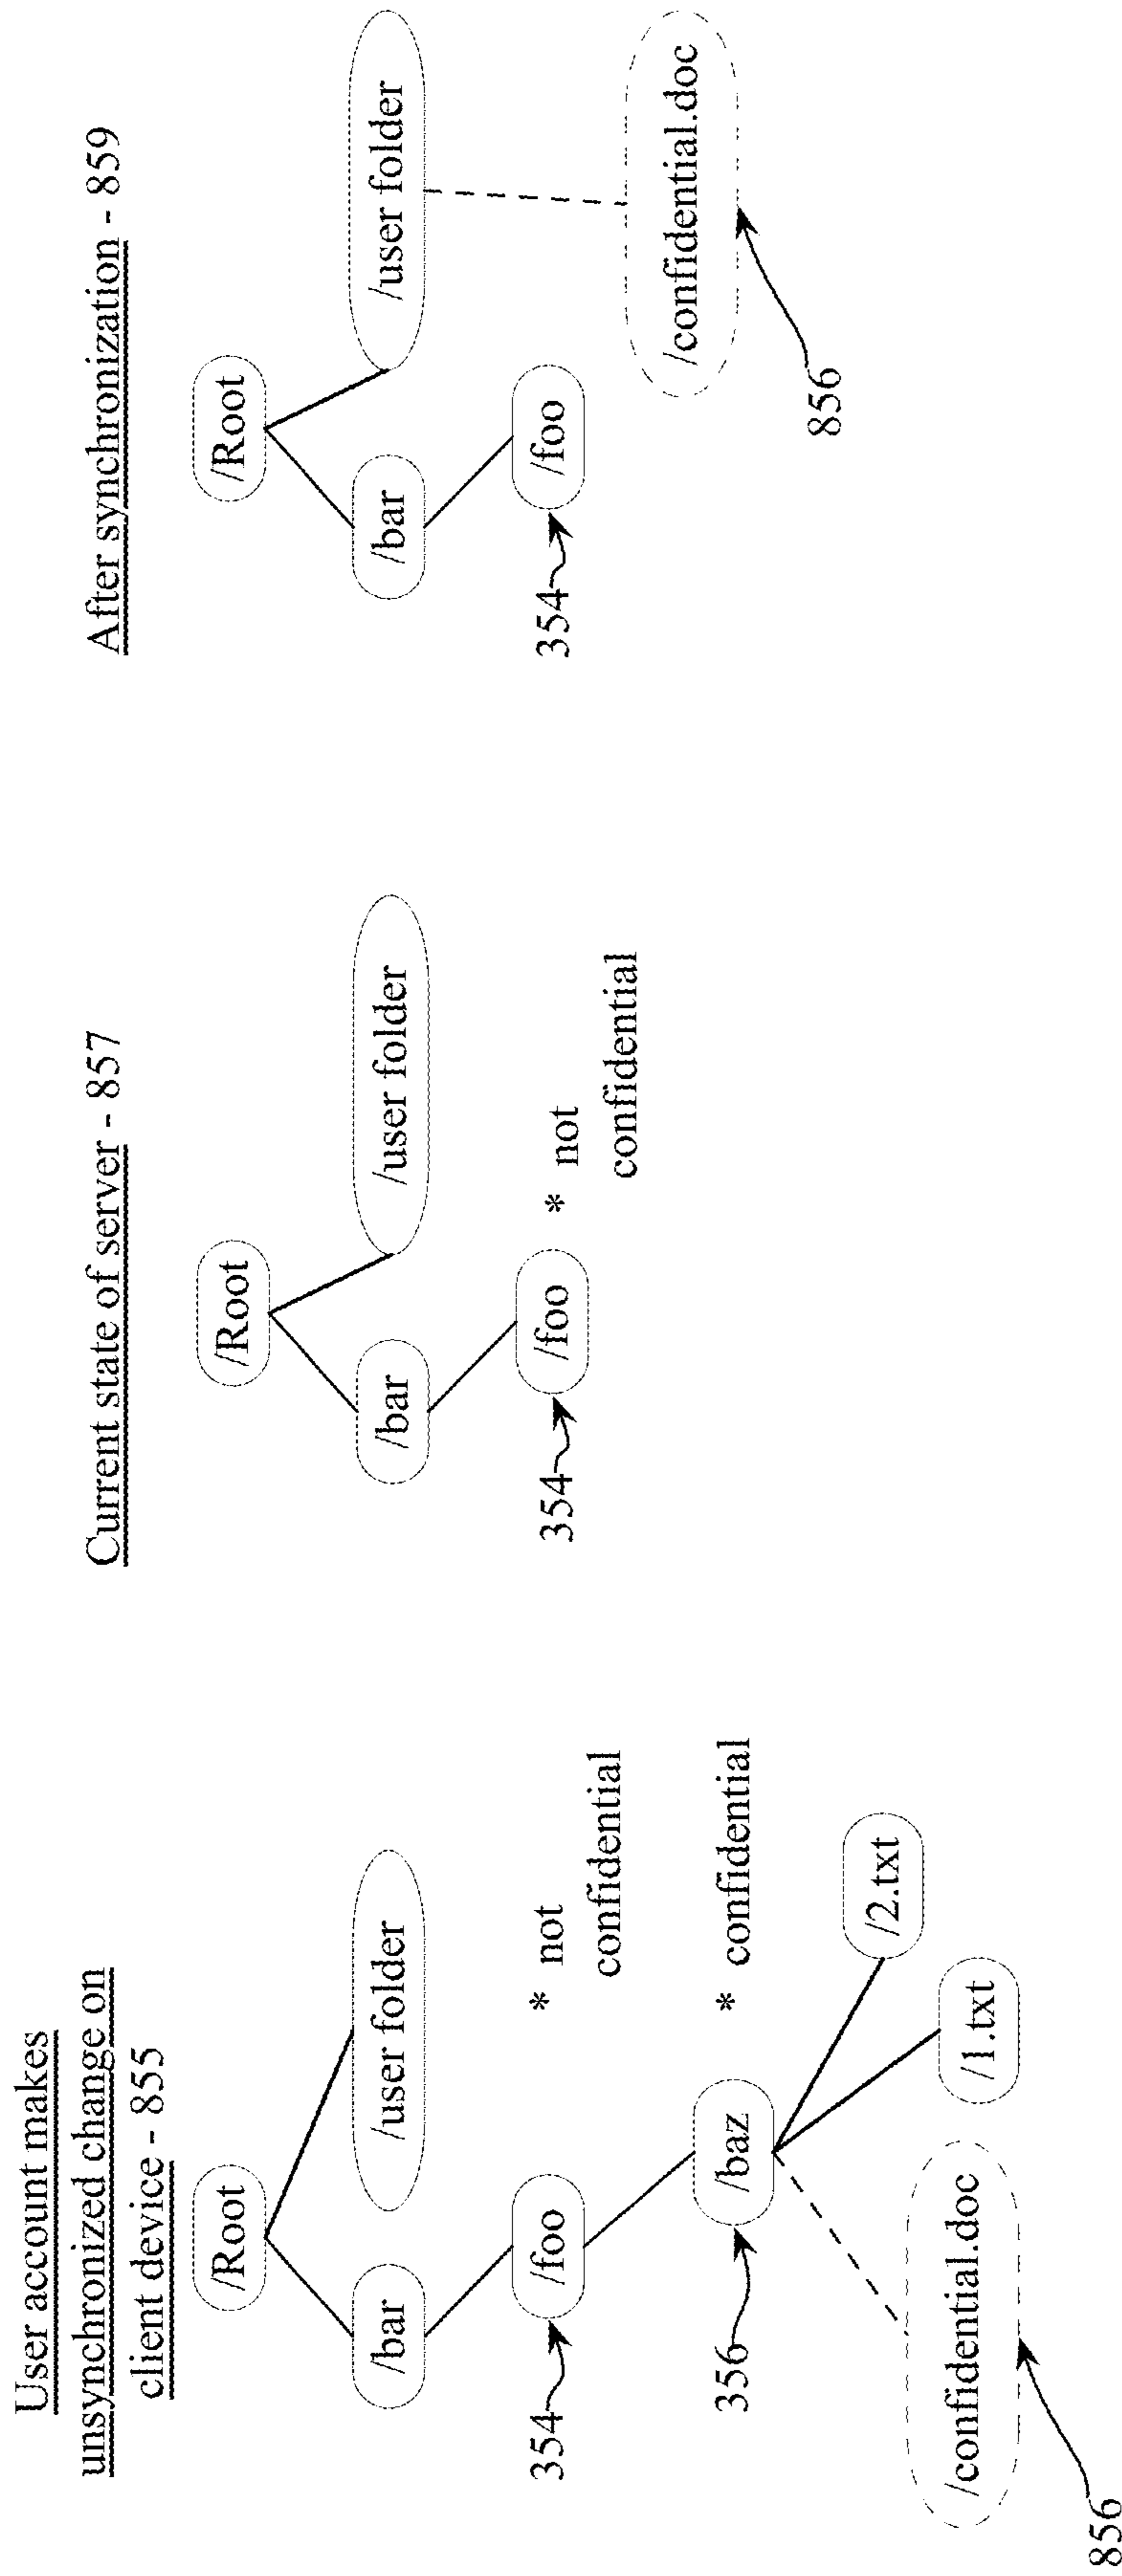 User account makes
unsynchronized change on
client device - 855
/Root
/bar
/user folder
354
/foo
* not
confidential
356
/baz
* confidential
/2.txt
/1.txt
/confidential.doc
856
Current state of server - 857
/Root
/bar
/user folder
354
/foo
* not
confidential
After synchronization - 859
/Root
/bar
/user folder
354
/foo
/confidential.doc
856